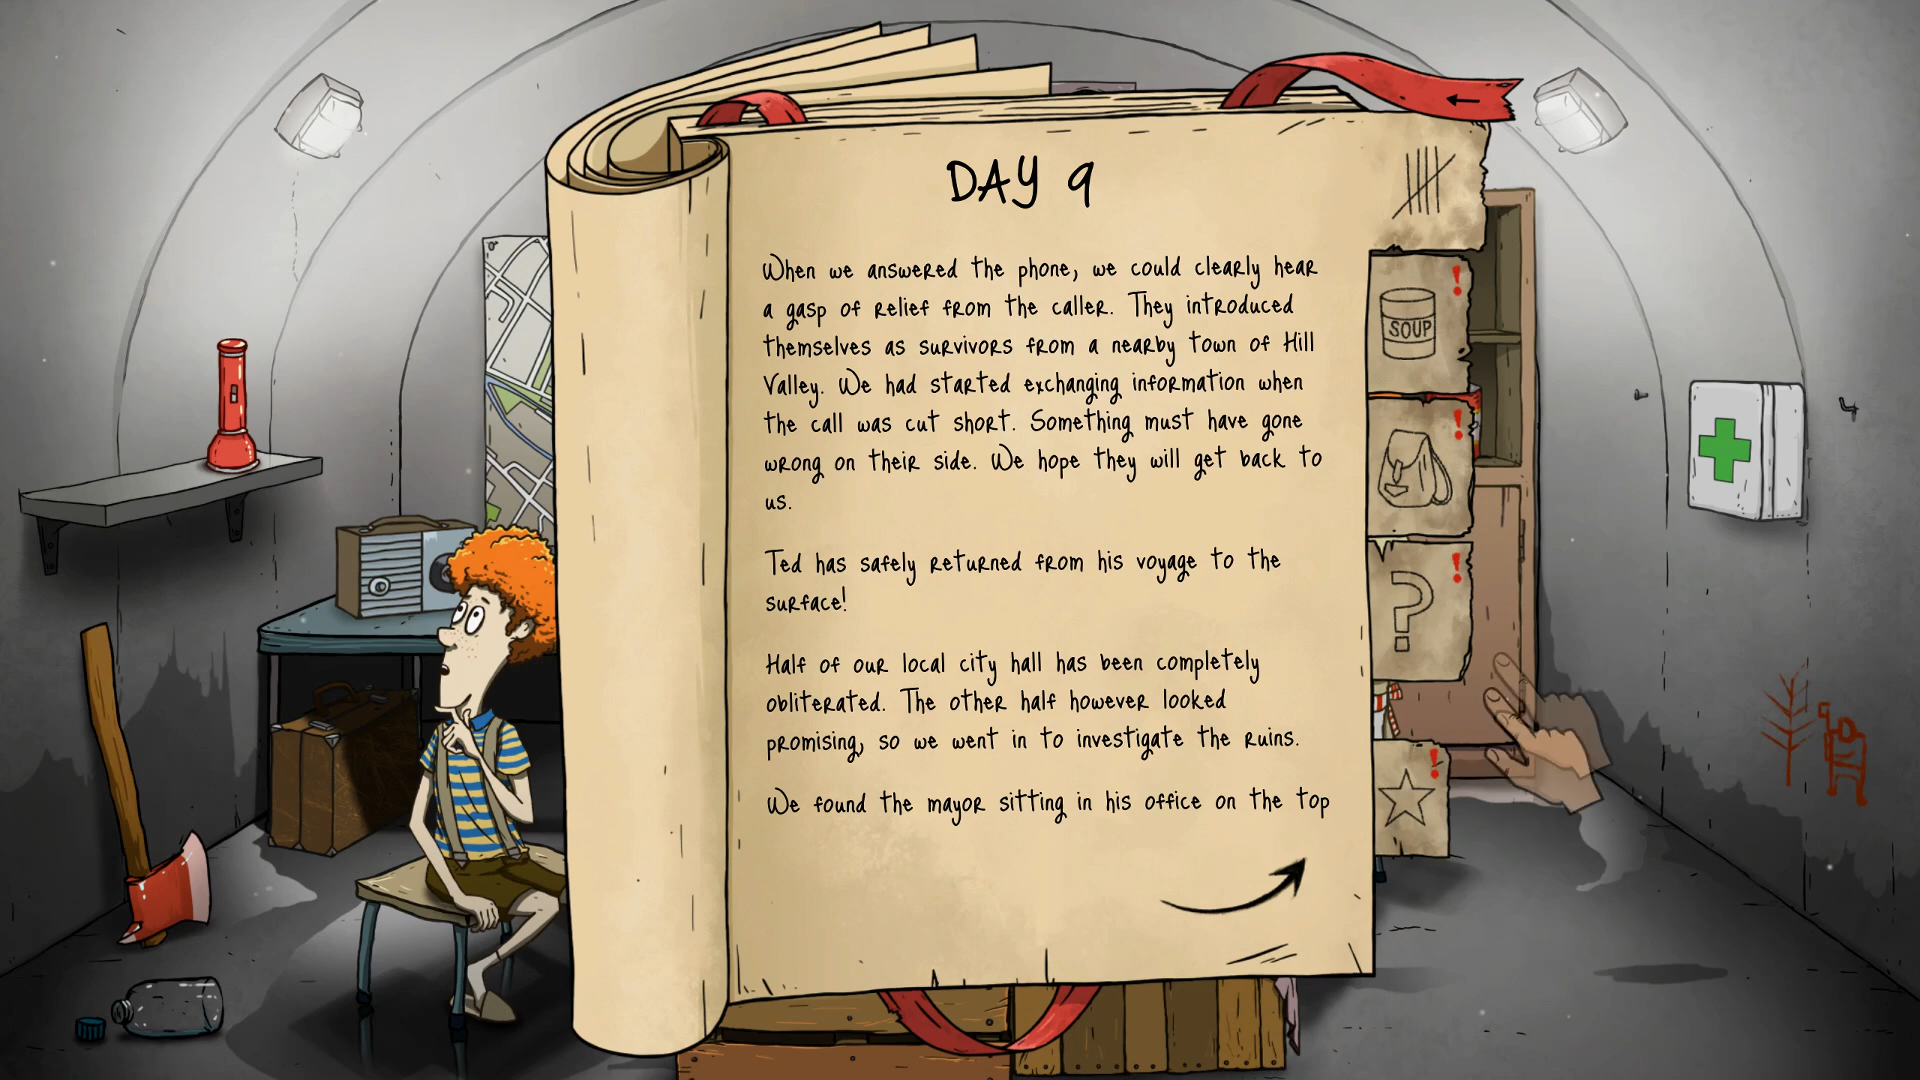 DAY 9
When we answered the phone, we could clearly hear
a gasp of relief from the caller. They introduced
themselves as survivors from a nearby town of Hill
Valley. We had started exchanging information when
the call was cut short. Something must have gone
wrong on their side. We hope they will get back to
us.
Ted has safely returned from his voyage to the
surface!
Half of our local city hall has been completely
obliterated. The other half however looked
promising, so we went in to investigate the ruins.
We found the mayor sitting in his office on the top
!
SOUP
!
?
!
!